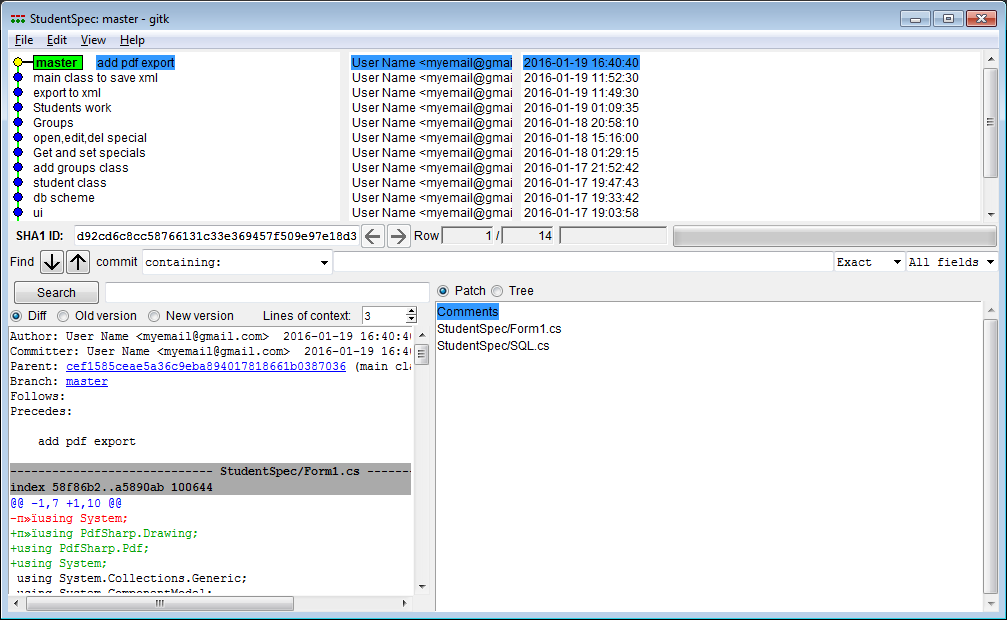 StudentSpec: master - gitk
File Edit View Help
master add pdf export User Name <myemail@gmai 2016-01-19 16:40:40
main class to save xml User Name <myemail@gmai 2016-01-19 11:52:30
export to xml User Name <myemail@gmai 2016-01-19 11:49:30
Students work User Name <myemail@gmai 2016-01-19 01:09:35
Groups User Name <myemail@gmai 2016-01-18 20:58:10
open,edit,del special User Name <myemail@gmai 2016-01-18 15:16:00
Get and set specials User Name <myemail@gmai 2016-01-18 01:29:15
add groups class User Name <myemail@gmai 2016-01-17 21:52:42
student class User Name <myemail@gmai 2016-01-17 19:47:43
db scheme User Name <myemail@gmai 2016-01-17 19:33:42
ui User Name <myemail@gmai 2016-01-17 19:03:58
SHA1 ID: d92cd6c8cc58766131c33e369457f509e97e18d3 Row 1 / 14
Find commit containing: Exact All fields
Search
Patch Tree
Diff Old version New version Lines of context: 3
Comments
StudentSpec/Form1.cs
StudentSpec/SQL.cs
Author: User Name <myemail@gmail.com> 2016-01-19 16:40:4
Committer: User Name <myemail@gmail.com> 2016-01-19 16:4
Parent: cef1585ceae5a36c9eba894017818661b0387036 (main cl
Branch: master
Follows:
Precedes:
add pdf export
----------------------------- StudentSpec/Form1.cs ------
index 58f86b2..a5890ab 100644
@@ -1,7 +1,10 @@
-п»їusing System;
+п»їusing PdfSharp.Drawing;
+using PdfSharp.Pdf;
+using System;
using System.Collections.Generic;
using System.ComponentModel;